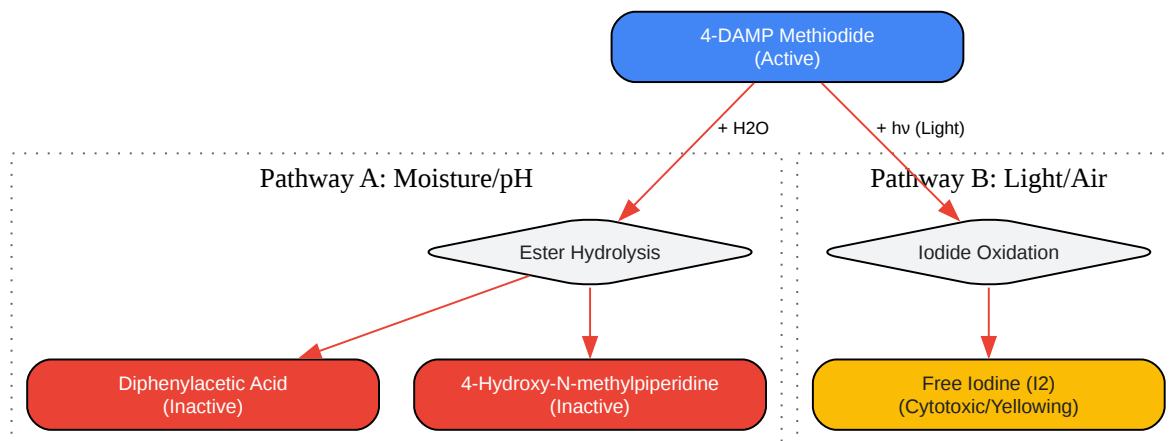 4-DAMP Methiodide
(Active)
+ H2O
+ hν (Light)
Pathway A: Moisture/pH
Pathway B: Light/Air
Ester Hydrolysis
Iodide Oxidation
Diphenylacetic Acid
(Inactive)
4-Hydroxy-N-methylpiperidine
(Inactive)
Free Iodine (I2)
(Cytotoxic/Yellowing)